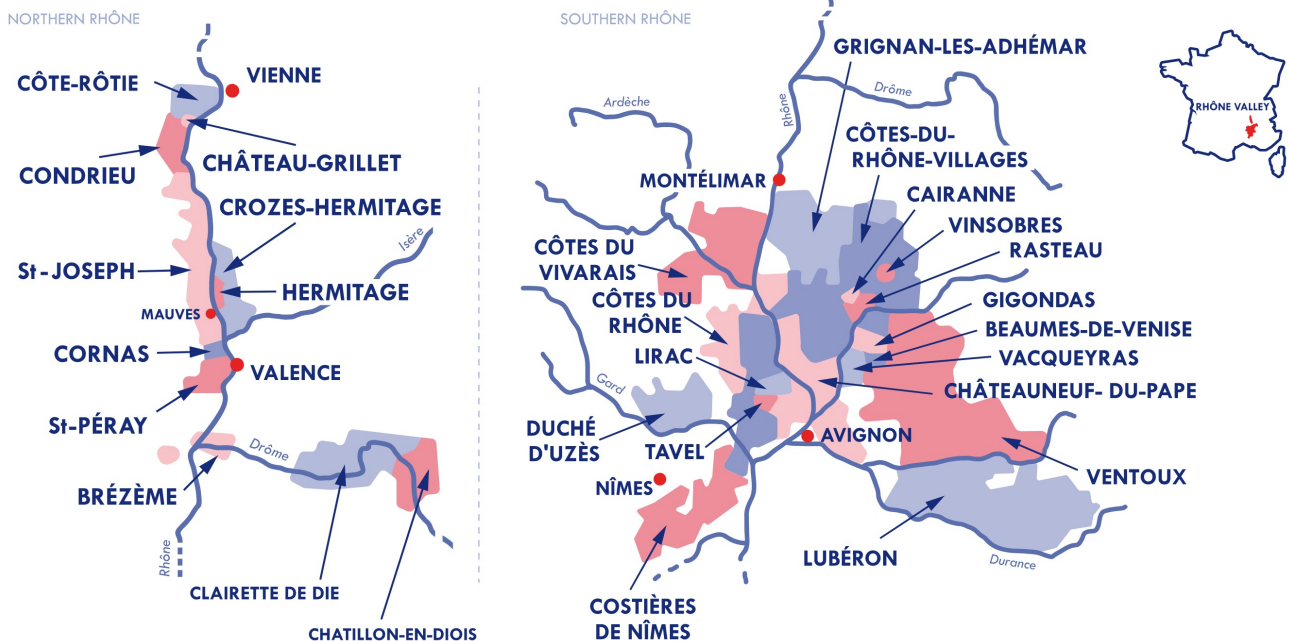 NORTHERN RHÔNE
CÔTE-RÔTIE
VIENNE
CHÂTEAU-GRILLET
CONDRIEU
CROZES-HERMITAGE
Isère
St-JOSEPH
HERMITAGE
MAUVES
CORNAS
VALENCE
St-PÉRAY
Drôme
BRÉZÈME
Rhône
CLAIRETTE DE DIE
CHATILLON-EN-DIOIS
SOUTHERN RHÔNE
GRIGNAN-LES-ADHÉMAR
Drôme
Ardèche
Rhône
CÔTES-DU-
RHÔNE-VILLAGES
MONTÉLIMAR
CAIRANNE
VINSOBRES
RASTEAU
CÔTES DU
VIVARAIS
CÔTES DU
RHÔNE
GIGONDAS
BEAUMES-DE-VENISE
LIRAC
VACQUEYRAS
Gard
CHÂTEAUNEUF- DU-PAPE
DUCHÉ
D'UZÈS
TAVEL
AVIGNON
VENTOUX
NÎMES
LUBÉRON
Durance
COSTIÈRES
DE NÎMES
RHÔNE VALLEY